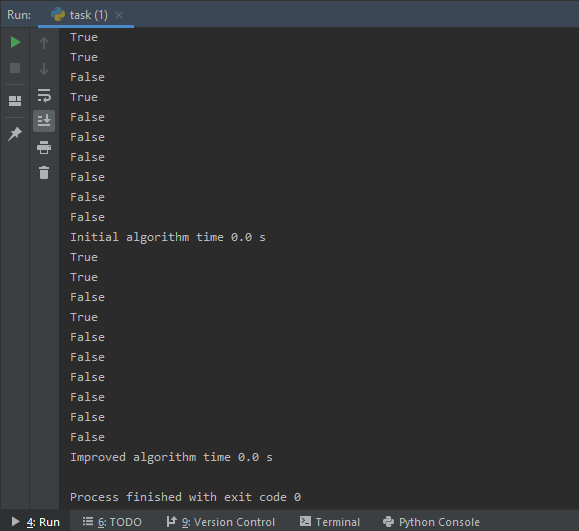 Run: task (1)
True
True
False
True
False
False
False
False
False
False
Initial algorithm time 0.0 s
True
True
False
True
False
False
False
False
False
False
Improved algorithm time 0.0 s
Process finished with exit code 0
4: Run 6: TODO 9: Version Control Terminal Python Console